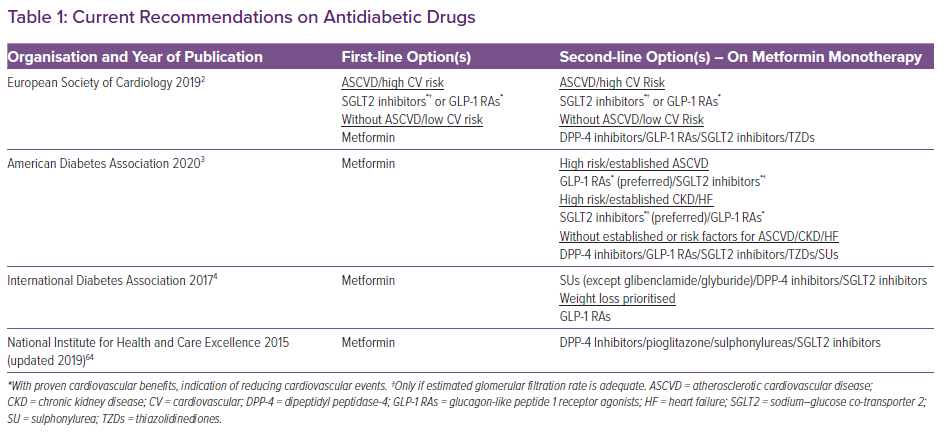 Table 1: Current Recommendations on Antidiabetic Drugs
Organisation and Year of Publication First-line Option(s) Second-line Option(s) – On Metformin Monotherapy
European Society of Cardiology 2019² ASCVD/high CV risk ASCVD/high CV Risk
SGLT2 inhibitors*† or GLP-1 RAs* SGLT2 inhibitors*† or GLP-1 RAs*
Without ASCVD/low CV risk Without ASCVD/low CV Risk
Metformin DPP-4 inhibitors/GLP-1 RAs/SGLT2 inhibitors/TZDs
American Diabetes Association 2020³ Metformin High risk/established ASCVD
GLP-1 RAs* (preferred)/SGLT2 inhibitors*†
High risk/established CKD/HF
SGLT2 inhibitors*† (preferred)/GLP-1 RAs*
Without established or risk factors for ASCVD/CKD/HF
DPP-4 inhibitors/GLP-1 RAs/SGLT2 inhibitors/TZDs/SUs
International Diabetes Association 2017⁴ Metformin SUs (except glibenclamide/glyburide)/DPP-4 inhibitors/SGLT2 inhibitors
Weight loss prioritised
GLP-1 RAs
National Institute for Health and Care Excellence 2015 Metformin DPP-4 Inhibitors/pioglitazone/sulphonylureas/SGLT2 inhibitors
(updated 2019)⁶⁴
*With proven cardiovascular benefits, indication of reducing cardiovascular events. †Only if estimated glomerular filtration rate is adequate. ASCVD = atherosclerotic cardiovascular disease;
CKD = chronic kidney disease; CV = cardiovascular; DPP-4 = dipeptidyl peptidase-4; GLP-1 RAs = glucagon-like peptide 1 receptor agonists; HF = heart failure; SGLT2 = sodium–glucose co-transporter 2;
SU = sulphonylurea; TZDs = thiazolidinediones.